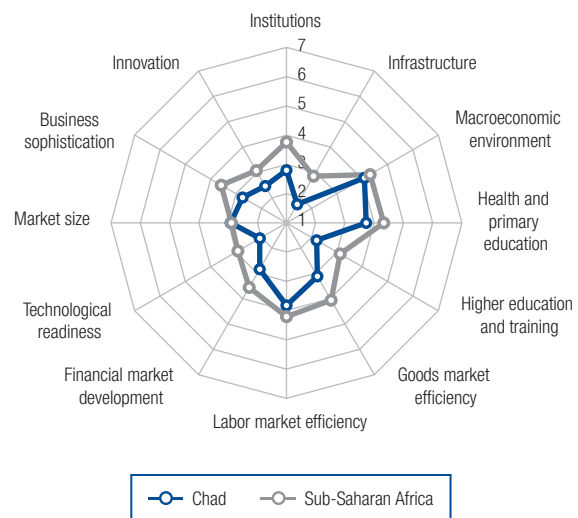 Institutions
7
6
5
4
3
2
1
Infrastructure
Macroeconomic
environment
Health and
primary
education
Higher education
and training
Goods market
efficiency
Labor market efficiency
Financial market
development
Technological
readiness
Market size
Business
sophistication
Innovation
Chad
Sub-Saharan Africa